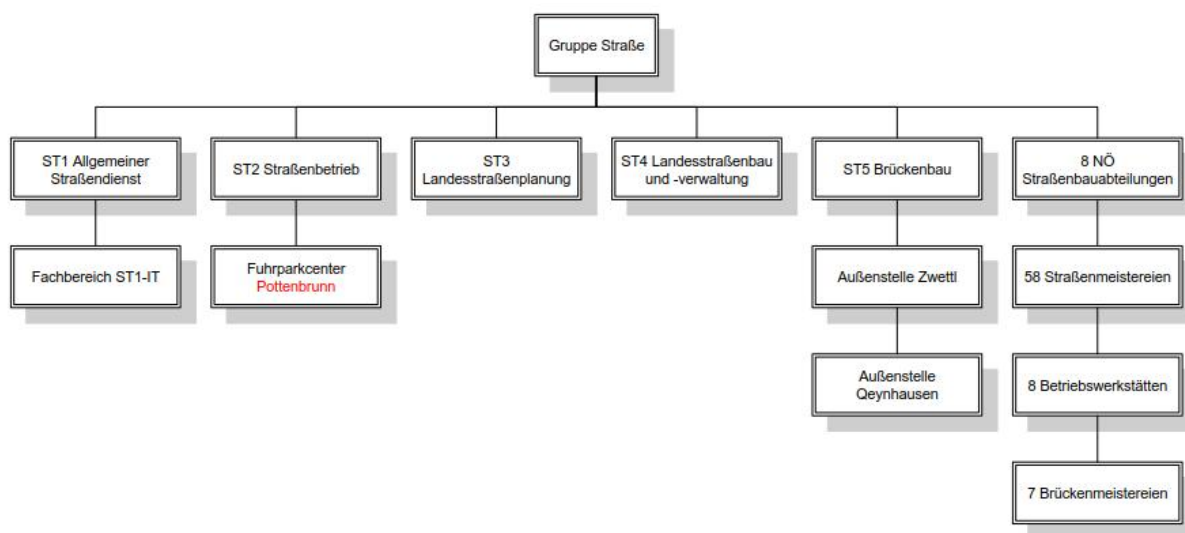 Gruppe Straße
ST1 Allgemeiner
Straßendienst
ST2 Straßenbetrieb
ST3
Landesstraßenplanung
ST4 Landesstraßenbau
und -verwaltung
ST5 Brückenbau
8 NÖ
Straßenbauabteilungen
Fachbereich ST1-IT
Fuhrparkcenter
Pottenbrunn
Außenstelle Zwettl
58 Straßenmeistereien
Außenstelle
Qeynhausen
8 Betriebswerkstätten
7 Brückenmeistereien